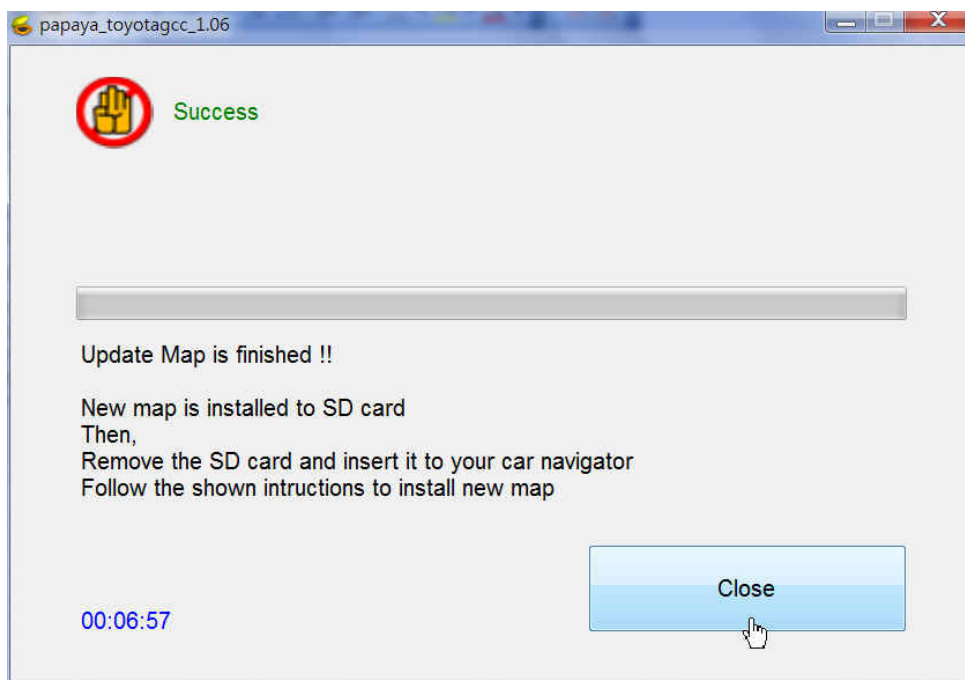 papaya_toyotagcc_1.06
Success
Update Map is finished !!
New map is installed to SD card
Then,
Remove the SD card and insert it to your car navigator
Follow the shown intructions to install new map
Close
00:06:57